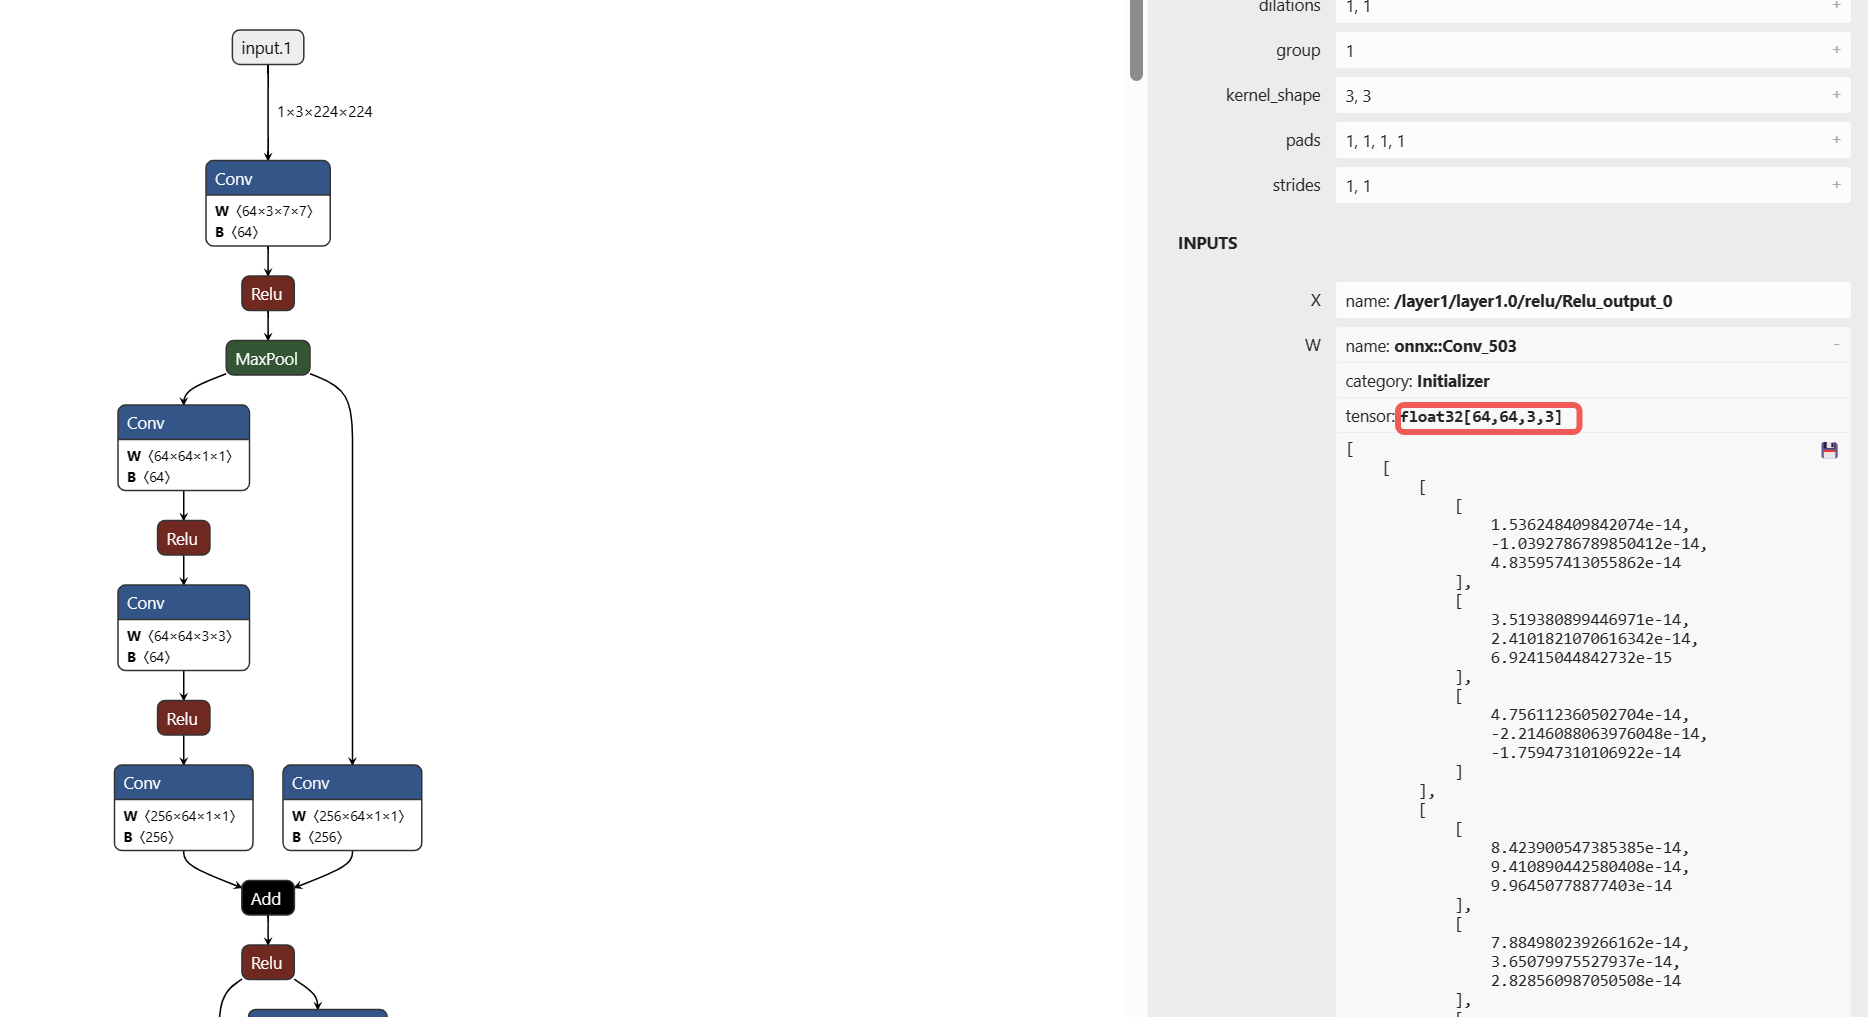 input.1
1×3×224×224
Conv
W 〈64×3×7×7〉
B 〈64〉
Relu
MaxPool
Conv
W 〈64×64×1×1〉
B 〈64〉
Relu
Conv
W 〈64×64×3×3〉
B 〈64〉
Relu
Conv
W 〈256×64×1×1〉
B 〈256〉
Conv
W 〈256×64×1×1〉
B 〈256〉
Add
Relu
dilations 1, 1 +
group 1 +
kernel_shape 3, 3 +
pads 1, 1, 1, 1 +
strides 1, 1 +
INPUTS
X name: /layer1/layer1.0/relu/Relu_output_0
W name: onnx::Conv_503 -
category: Initializer
tensor: float32[64,64,3,3]
[
[
[
[
1.536248409842074e-14,
-1.0392786789850412e-14,
4.835957413055862e-14
],
[
3.519380899446971e-14,
2.4101821070616342e-14,
6.92415044842732e-15
],
[
4.756112360502704e-14,
-2.2146088063976048e-14,
-1.75947310106922e-14
]
],
[
[
8.423900547385385e-14,
9.410890442580408e-14,
9.96450778877403e-14
],
[
7.884980239266162e-14,
3.65079975527937e-14,
2.828560987050508e-14
],
[